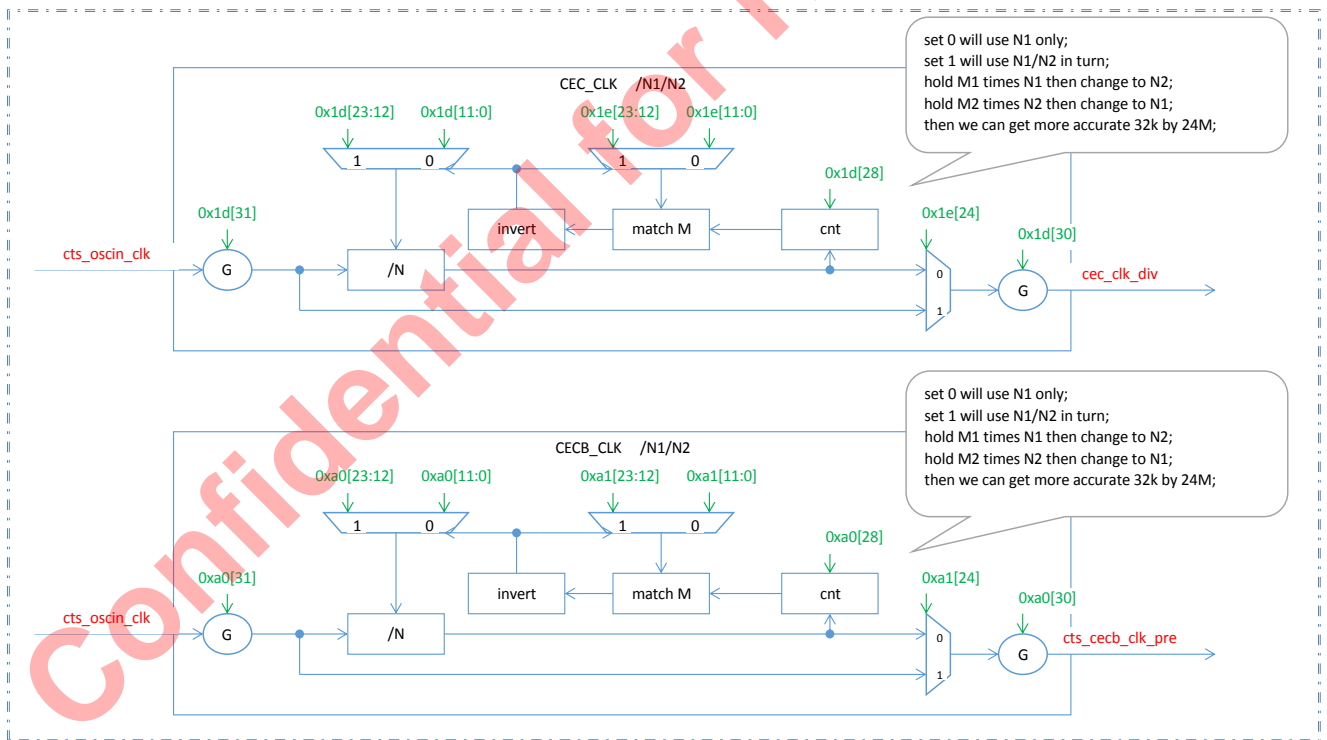 set 0 will use N1 only;
set 1 will use N1/N2 in turn;
hold M1 times N1 then change to N2;
hold M2 times N2 then change to N1;
then we can get more accurate 32k by 24M;
CEC_CLK /N1/N2
0x1d[23:12] 0x1d[11:0] 0x1e[23:12] 0x1e[11:0]
1 0 1 0
0x1d[28]
0x1d[31] invert match M cnt 0x1e[24]
0x1d[30]
cts_oscin_clk G /N 0 G cec_clk_div
1
set 0 will use N1 only;
set 1 will use N1/N2 in turn;
hold M1 times N1 then change to N2;
hold M2 times N2 then change to N1;
then we can get more accurate 32k by 24M;
CECB_CLK /N1/N2
0xa0[23:12] 0xa0[11:0] 0xa1[23:12] 0xa1[11:0]
1 0 1 0
0xa0[28]
0xa0[31] invert match M cnt 0xa1[24]
0xa0[30]
cts_oscin_clk G /N 0 G cts_cecb_clk_pre
1
Confidential for